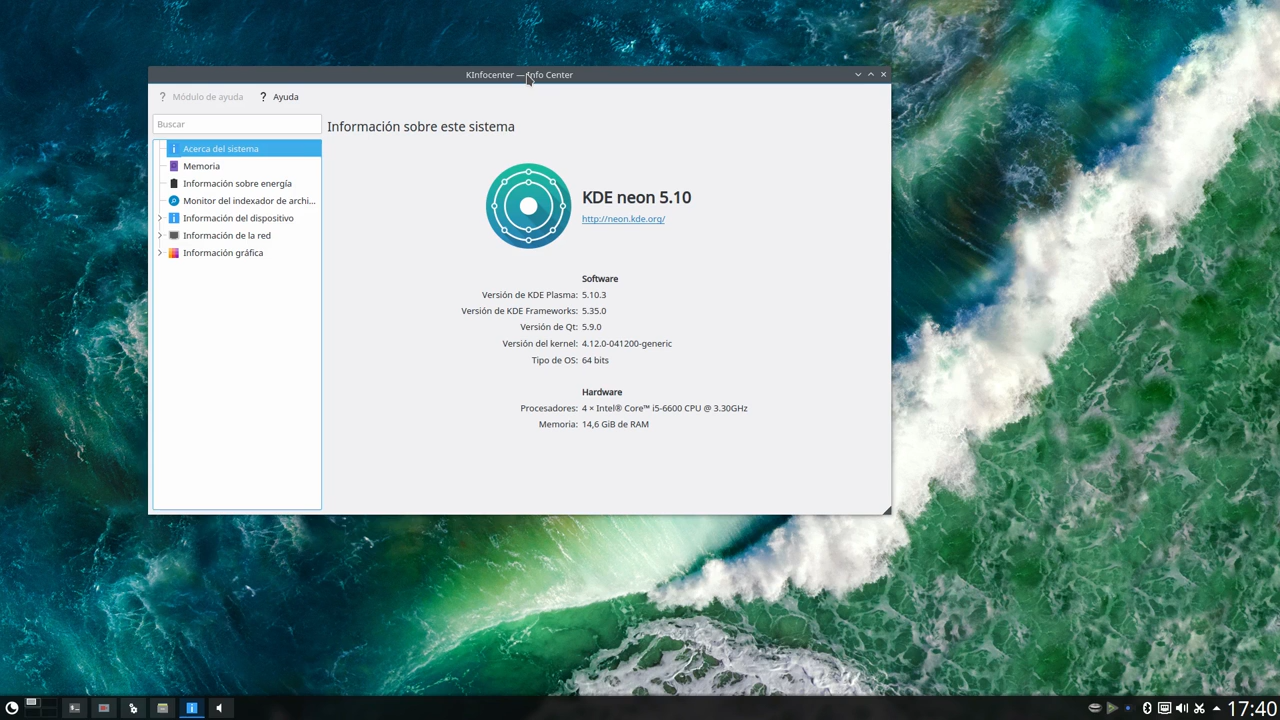 KInfocenter — Info Center
Módulo de ayuda
Ayuda
Buscar
Información sobre este sistema
Acerca del sistema
Memoria
Información sobre energía
Monitor del indexador de archi...
Información del dispositivo
Información de la red
Información gráfica
KDE neon 5.10
http://neon.kde.org/
Software
Versión de KDE Plasma: 5.10.3
Versión de KDE Frameworks: 5.35.0
Versión de Qt: 5.9.0
Versión del kernel: 4.12.0-041200-generic
Tipo de OS: 64 bits
Hardware
Procesadores: 4 × Intel® Core™ i5-6600 CPU @ 3.30GHz
Memoria: 14,6 GiB de RAM
17:40